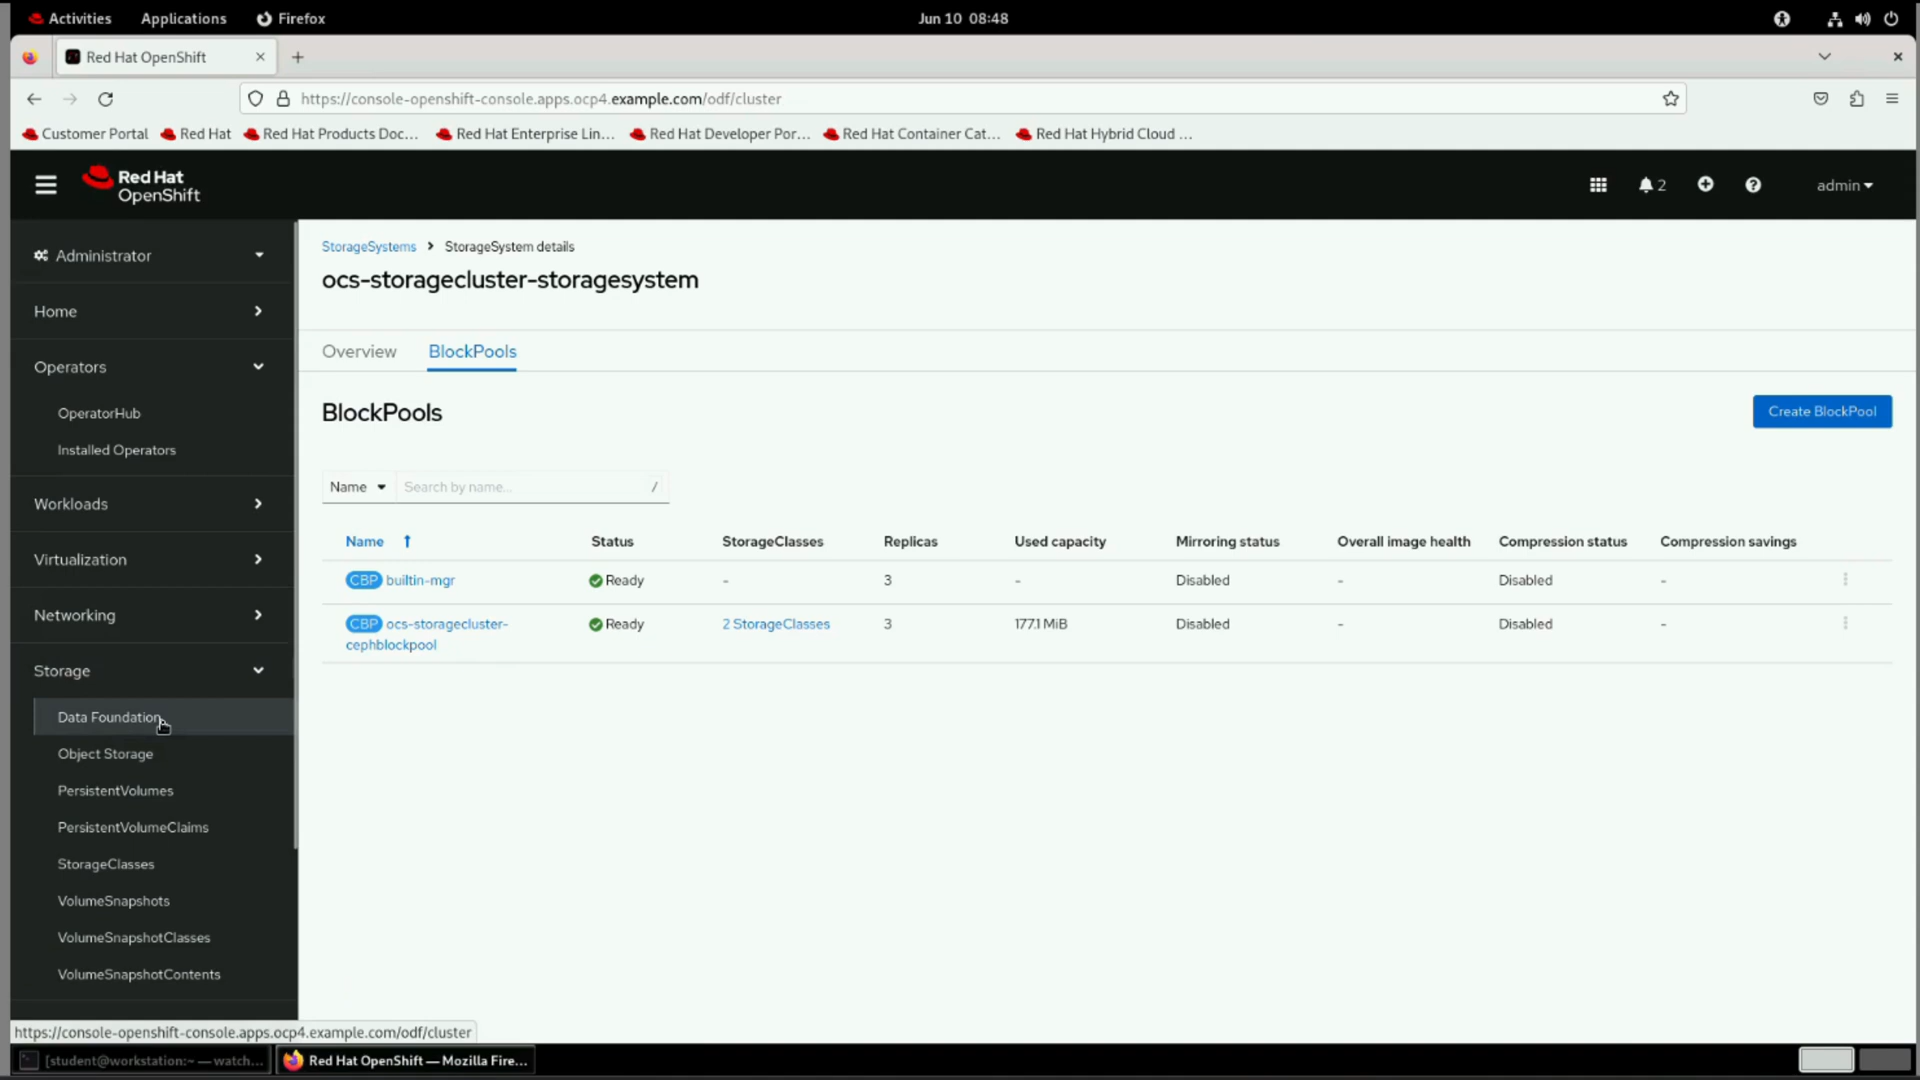 Activities Applications Firefox Jun 10 08:48
Red Hat OpenShift
https://console-openshift-console.apps.ocp4.example.com/odf/cluster
Customer Portal Red Hat Red Hat Products Doc... Red Hat Enterprise Lin... Red Hat Developer Por... Red Hat Container Cat... Red Hat Hybrid Cloud ...
Red Hat
OpenShift
2
admin
Administrator
Home
Operators
OperatorHub
Installed Operators
Workloads
Virtualization
Networking
Storage
Data Foundation
Object Storage
PersistentVolumes
PersistentVolumeClaims
StorageClasses
VolumeSnapshots
VolumeSnapshotClasses
VolumeSnapshotContents
StorageSystems > StorageSystem details
ocs-storagecluster-storagesystem
Overview BlockPools
BlockPools
Create BlockPool
Name Search by name... /
Name Status StorageClasses Replicas Used capacity Mirroring status Overall image health Compression status Compression savings
CBP builtin-mgr Ready - 3 - Disabled - Disabled -
CBP ocs-storagecluster- Ready 2 StorageClasses 3 177.1 MiB Disabled - Disabled -
cephblockpool
https://console-openshift-console.apps.ocp4.example.com/odf/cluster
[student@workstation:~ — watch... Red Hat OpenShift — Mozilla Fire...